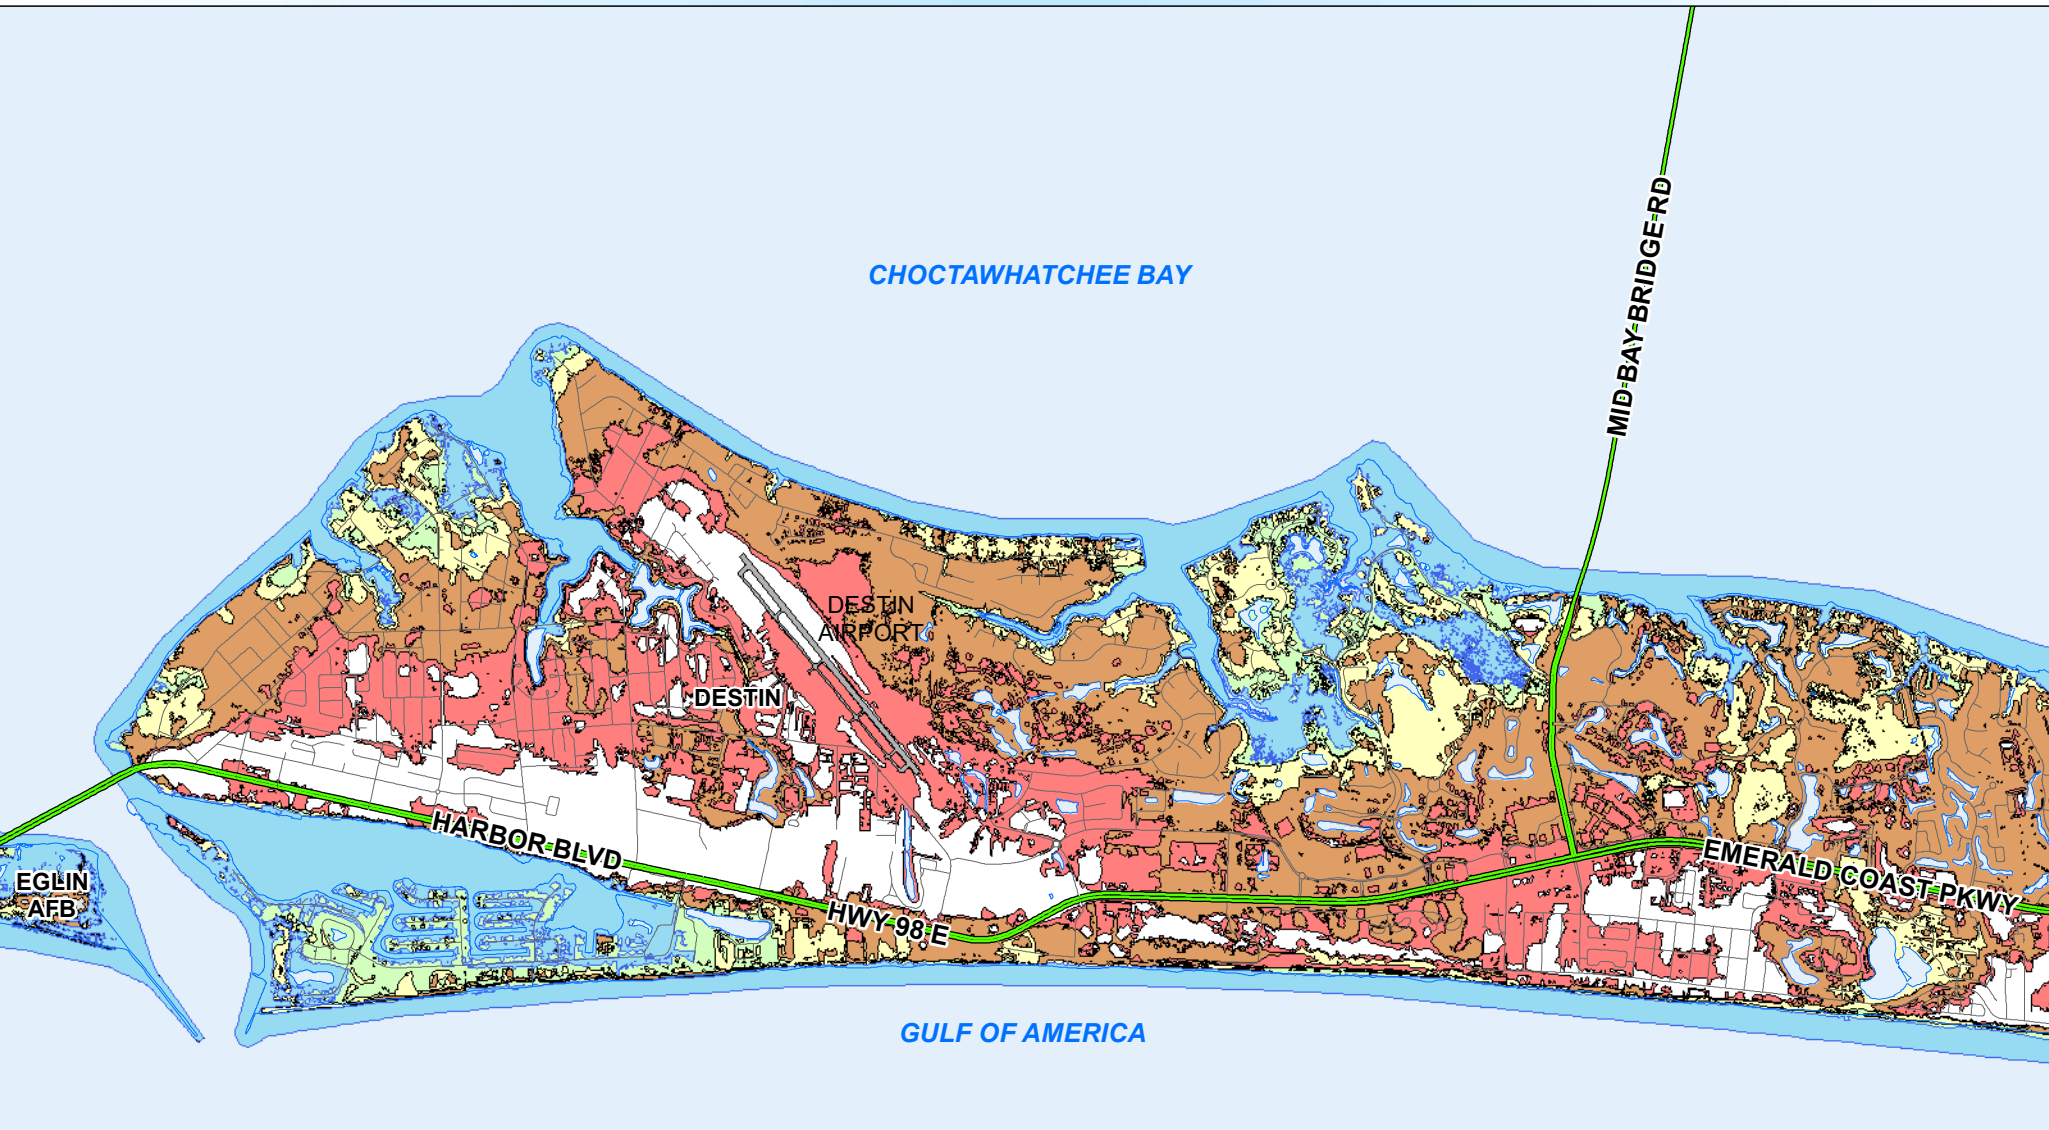 CHOCTAWHATCHEE BAY
MID BAY BRIDGE RD
DESTIN
AIRPORT
DESTIN
HARBOR BLVD
EMERALD COAST PKWY
EGLIN
AFB
HWY 98 E
GULF OF AMERICA